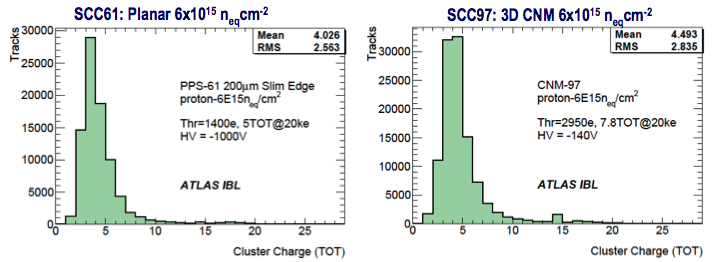 SCC61: Planar 6x10¹⁵ n_eqcm⁻²
Mean 4.026
RMS 2.563
PPS-61 200μm Slim Edge
proton-6E15n_eq/cm²
Thr=1400e, 5TOT@20ke
HV = -1000V
ATLAS IBL
Tracks
30000
25000
20000
15000
10000
5000
0
0 5 10 15 20 25
Cluster Charge (TOT)
SCC97: 3D CNM 6x10¹⁵ n_eqcm⁻²
Mean 4.493
RMS 2.835
CNM-97
proton-6E15n_eq/cm²
Thr=2950e, 7.8TOT@20ke
HV = -140V
ATLAS IBL
Tracks
30000
25000
20000
15000
10000
5000
0
0 5 10 15 20 25
Cluster Charge (TOT)